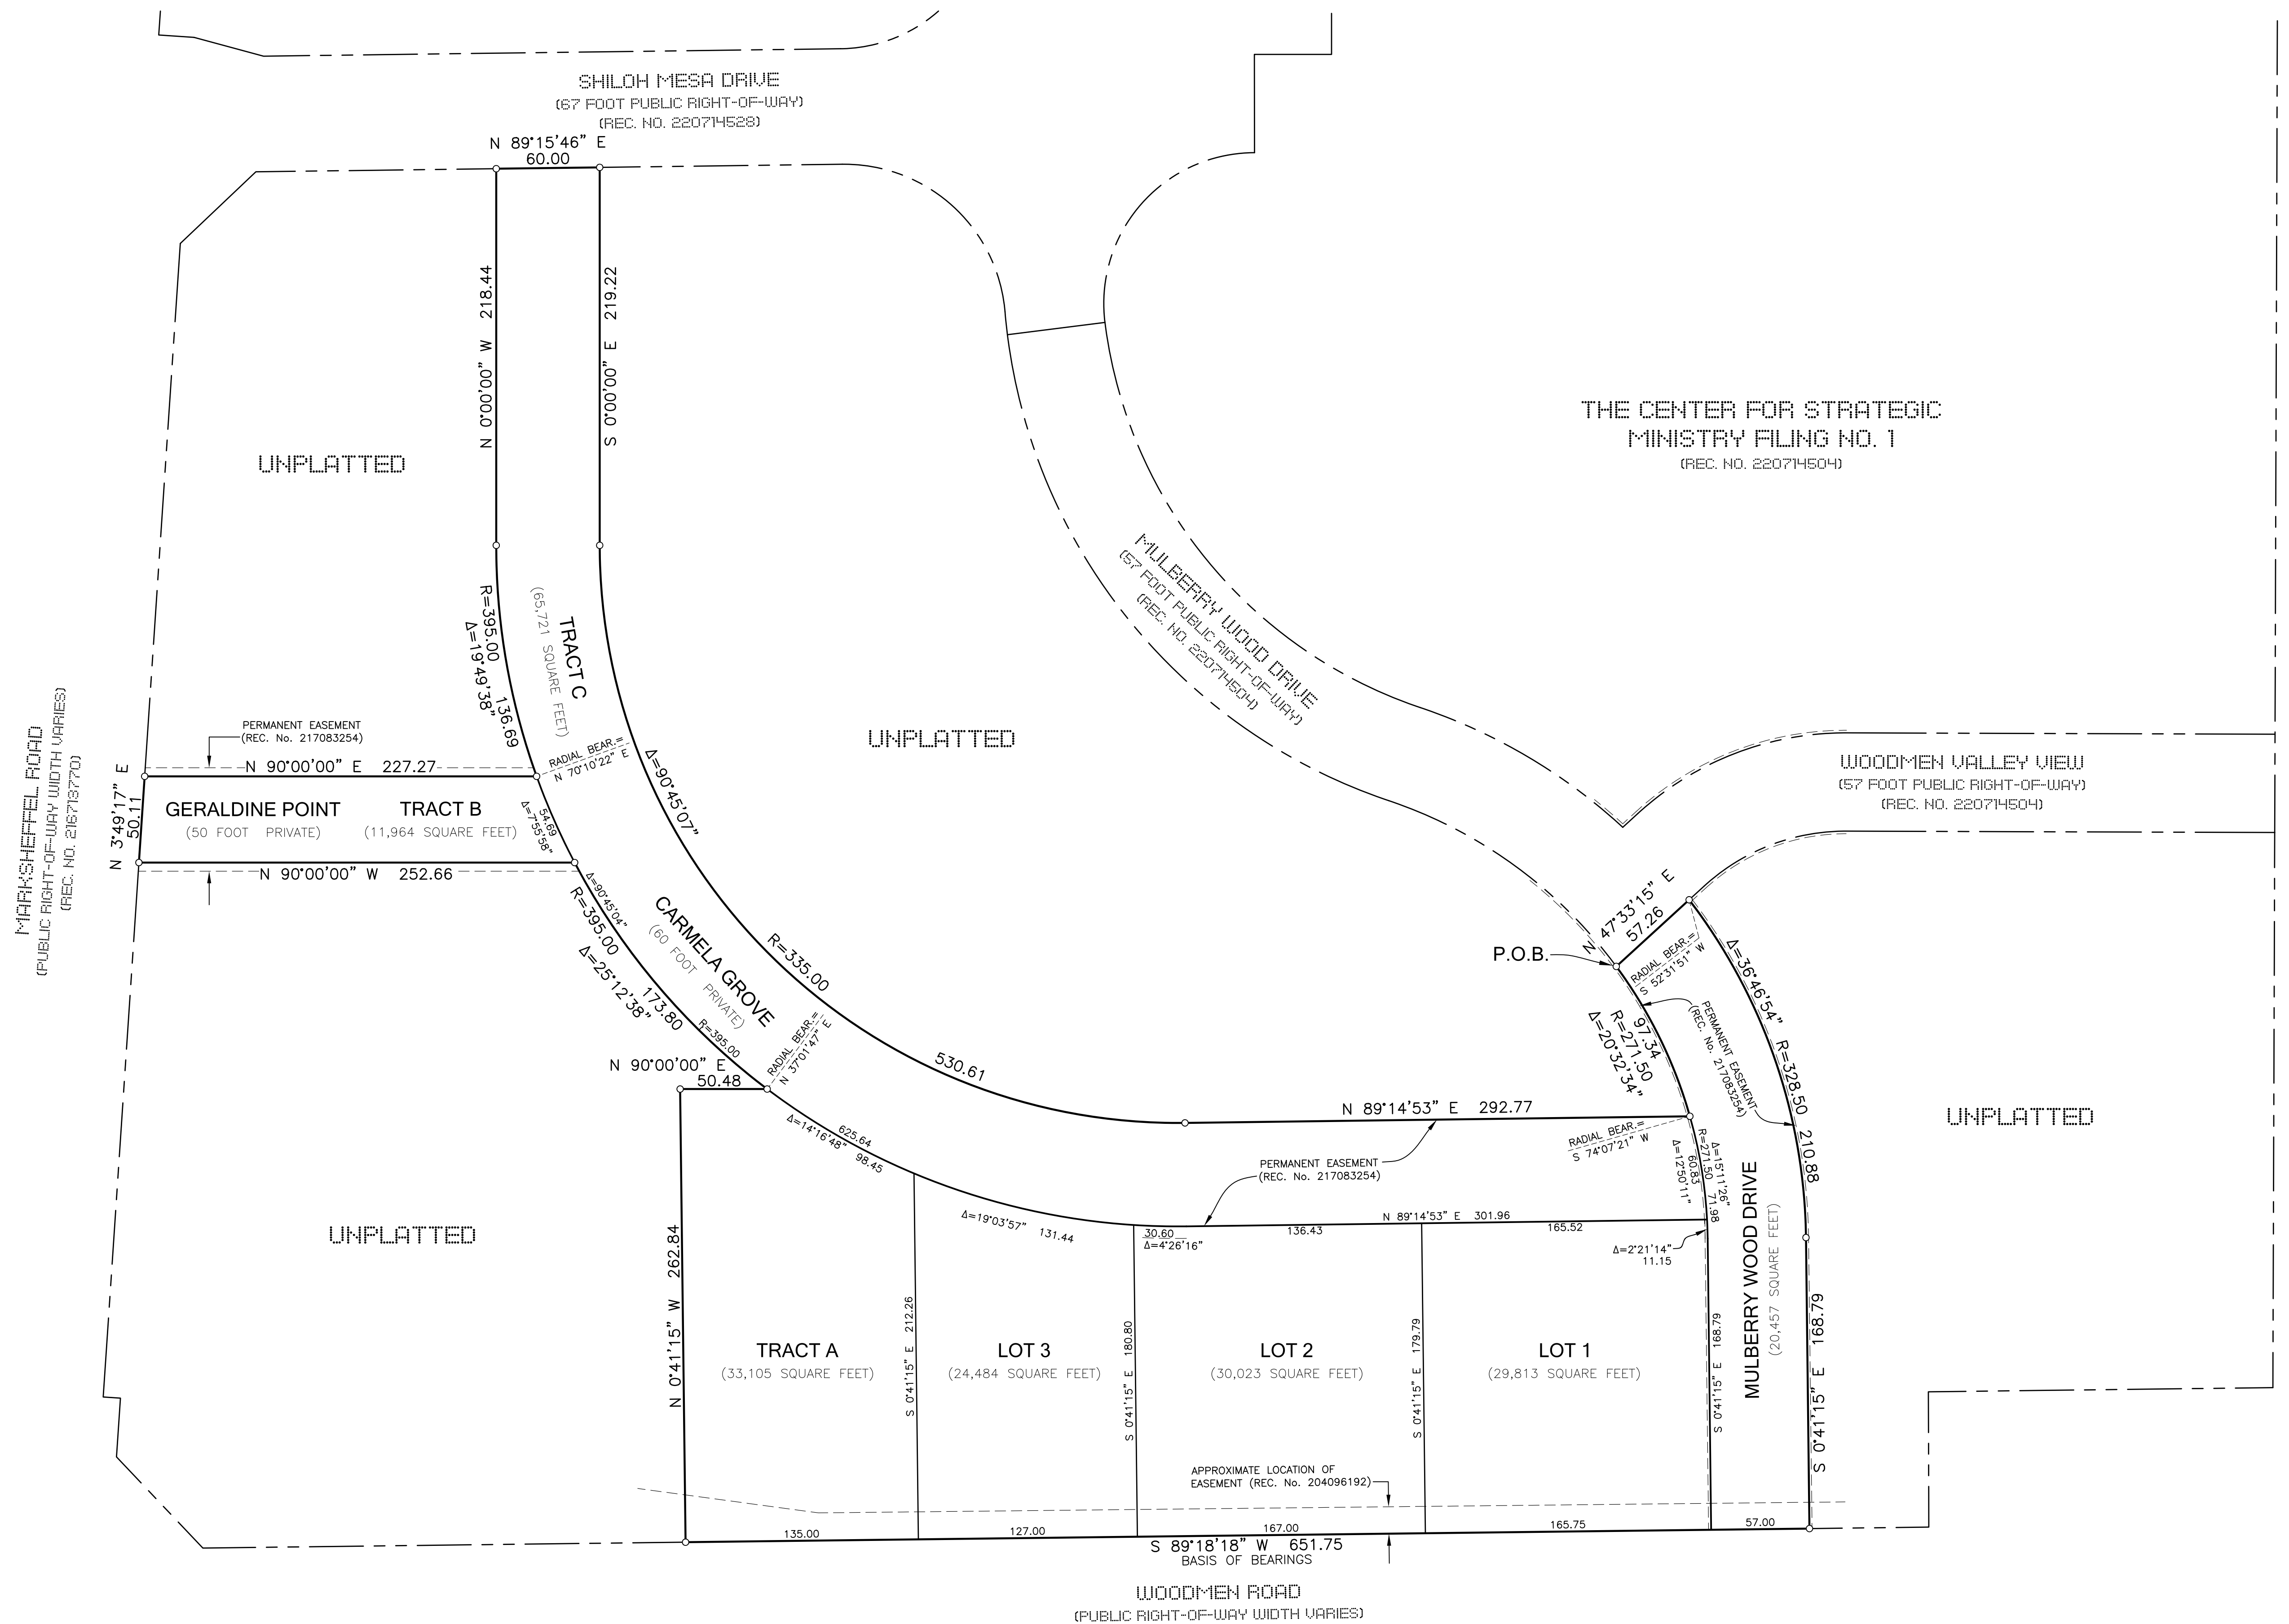 SHILOH MESA DRIVE
(67 FOOT PUBLIC RIGHT-OF-WAY)
(REC. NO. 220714528)
N 89°15'46" E
60.00
N 0°00'00" W 218.44
S 0°00'00" E 219.22
UNPLATTED
THE CENTER FOR STRATEGIC
MINISTRY FILING NO. 1
(REC. NO. 220714504)
MULBERRY WOOD DRIVE
(57 FOOT PUBLIC RIGHT-OF-WAY)
(REC. NO. 220714504)
R=395.00 136.69
Δ=19°49'38"
TRACT C
(65,721 SQUARE FEET)
RADIAL BEAR.=
N 70°10'22" E
UNPLATTED
MARKSHEFFEL ROAD
(PUBLIC RIGHT-OF-WAY WIDTH VARIES)
(REC. NO. 216713770)
PERMANENT EASEMENT
(REC. No. 217083254)
N 90°00'00" E 227.27
N 3°49'17" E
50.11
GERALDINE POINT
(50 FOOT PRIVATE)
TRACT B
(11,964 SQUARE FEET)
54.69
Δ=7°55'58"
N 90°00'00" W 252.66
Δ=90°45'07"
R=335.00
530.61
WOODMEN VALLEY VIEW
(57 FOOT PUBLIC RIGHT-OF-WAY)
(REC. NO. 220714504)
Δ=90°45'04"
R=395.00
R=395.00 173.80
Δ=25°12'38"
CARMELA GROVE
(60 FOOT PRIVATE)
RADIAL BEAR.=
N 37°01'47" E
N 90°00'00" E
50.48
N 47°33'15" E
57.26
P.O.B.
RADIAL BEAR.=
S 52°31'51" W
Δ=36°46'54" R=328.50 210.88
PERMANENT EASEMENT
(REC. No. 217083254)
97.34
R=271.50
Δ=20°32'34"
N 89°14'53" E 292.77
RADIAL BEAR.=
S 74°07'21" W
UNPLATTED
625.64
Δ=14°16'48" 98.45
PERMANENT EASEMENT
(REC. No. 217083254)
Δ=15°11'26"
R=271.50 71.98
60.83
Δ=12°50'11"
Δ=19°03'57" 131.44
30.60
Δ=4°26'16"
N 89°14'53" E 301.96
136.43
165.52
Δ=2°21'14"
11.15
UNPLATTED
N 0°41'15" W 262.84
TRACT A
(33,105 SQUARE FEET)
S 0°41'15" E 212.26
LOT 3
(24,484 SQUARE FEET)
S 0°41'15" E 180.80
LOT 2
(30,023 SQUARE FEET)
S 0°41'15" E 179.79
LOT 1
(29,813 SQUARE FEET)
S 0°41'15" E 168.79
MULBERRY WOOD DRIVE
(20,457 SQUARE FEET)
S 0°41'15" E 168.79
APPROXIMATE LOCATION OF
EASEMENT (REC. No. 204096192)
135.00
127.00
167.00
165.75
57.00
S 89°18'18" W 651.75
BASIS OF BEARINGS
WOODMEN ROAD
(PUBLIC RIGHT-OF-WAY WIDTH VARIES)